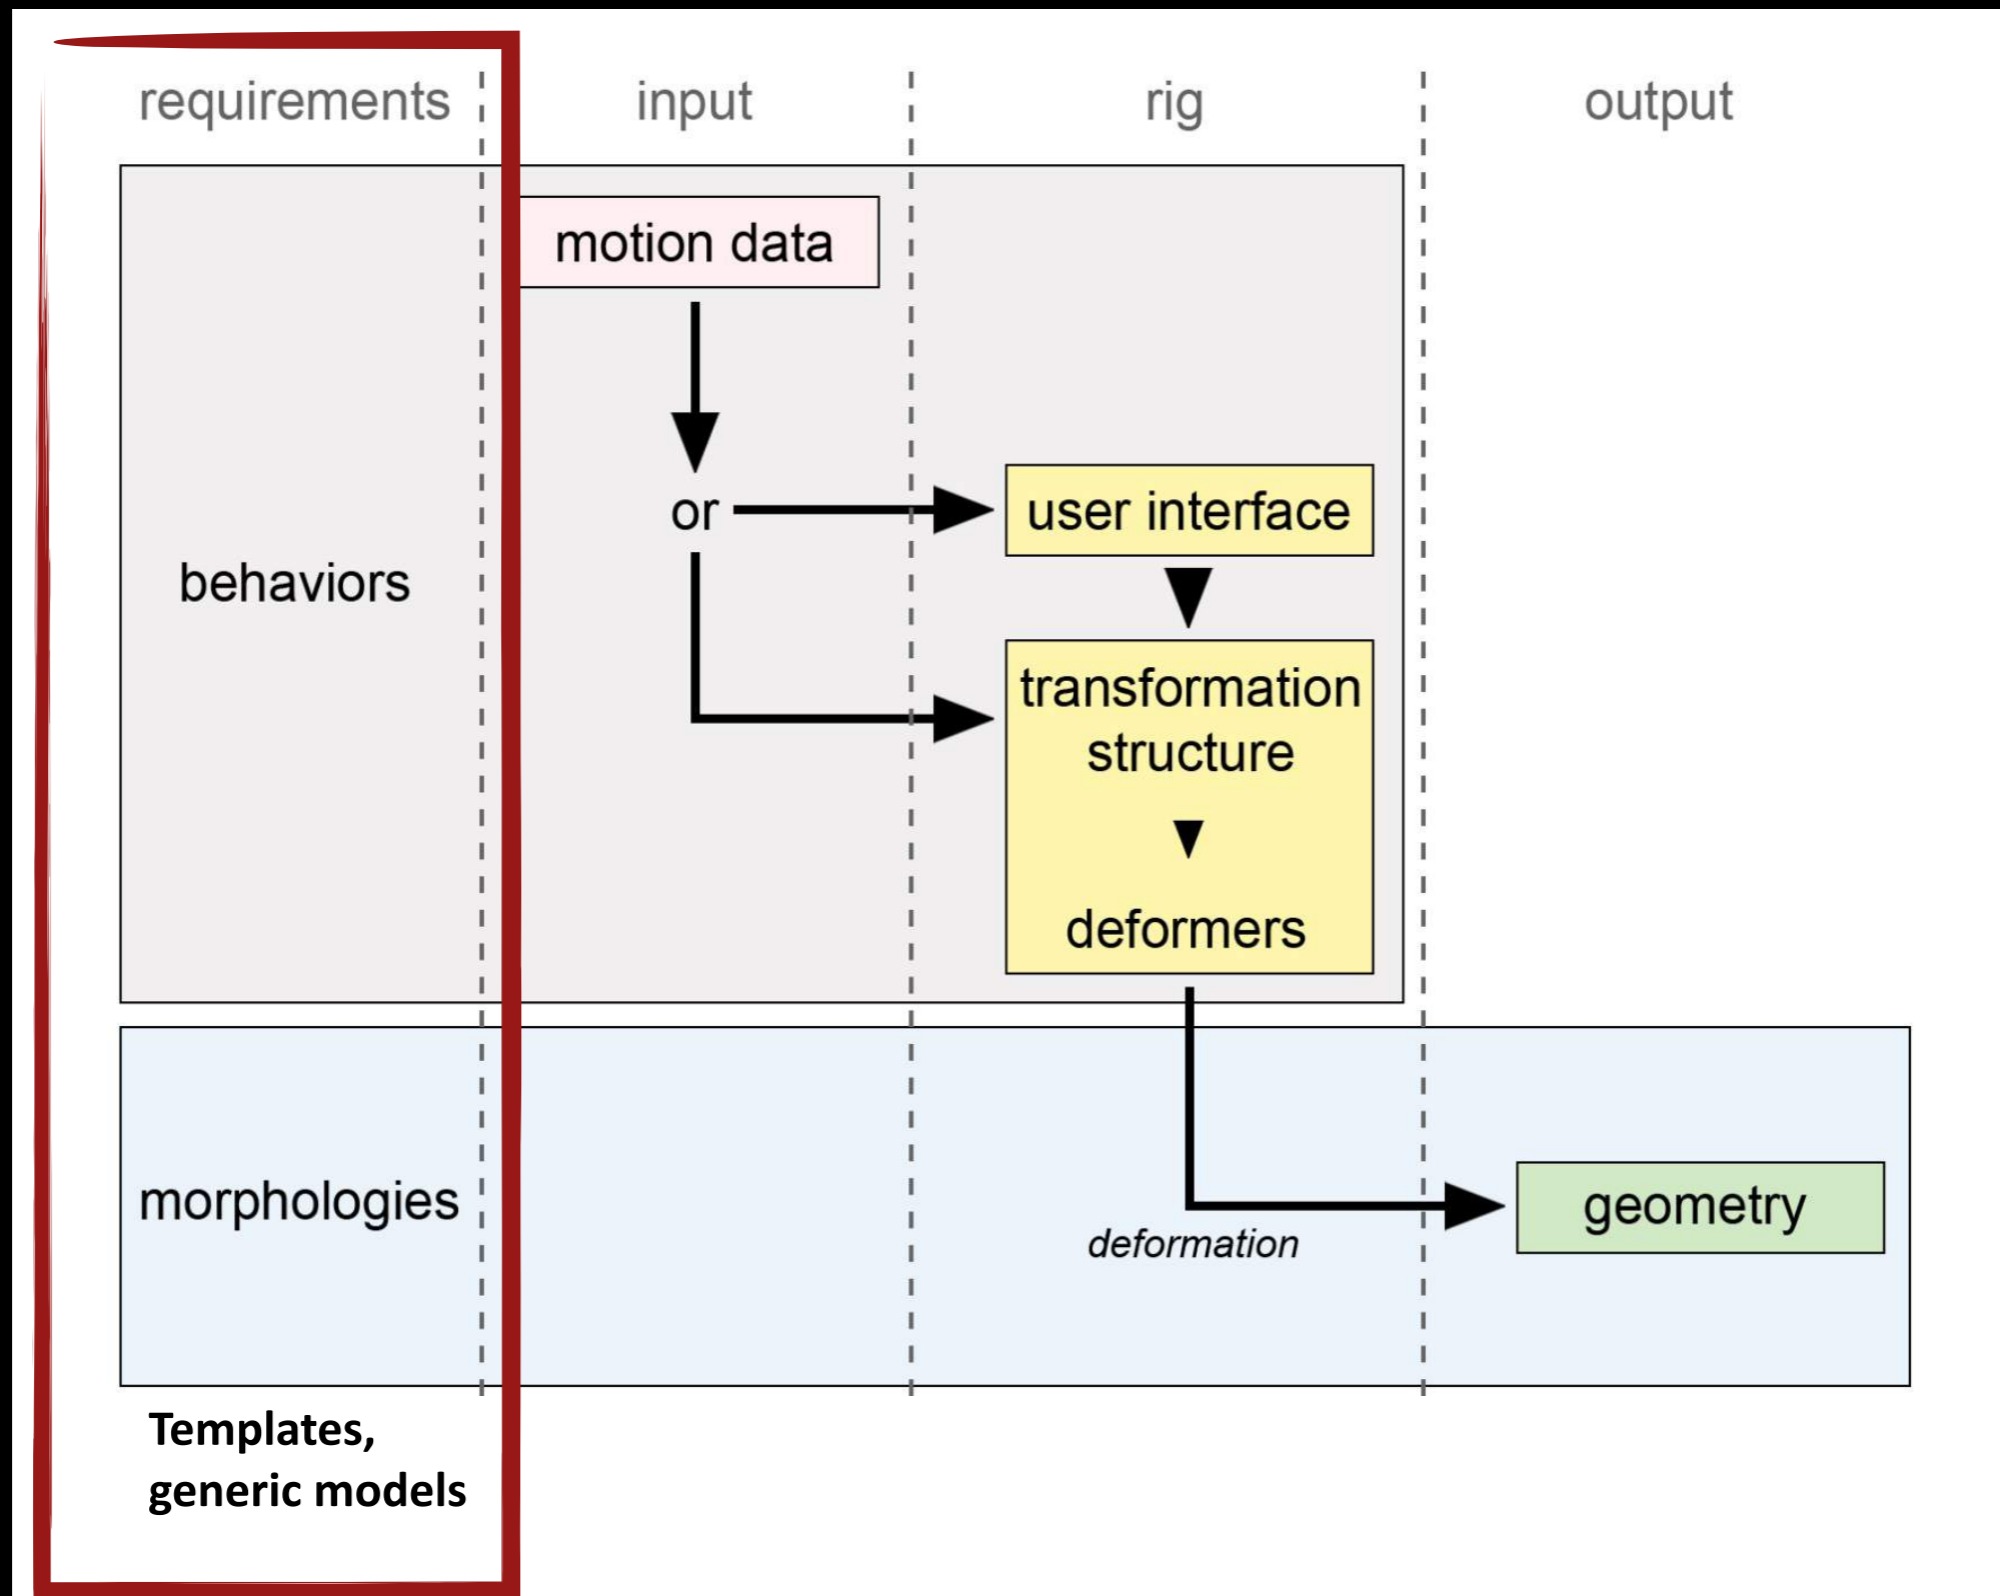 requirements
input
rig
output
motion data
or
user interface
behaviors
transformation
structure
deformers
morphologies
geometry
deformation
Templates,
generic models